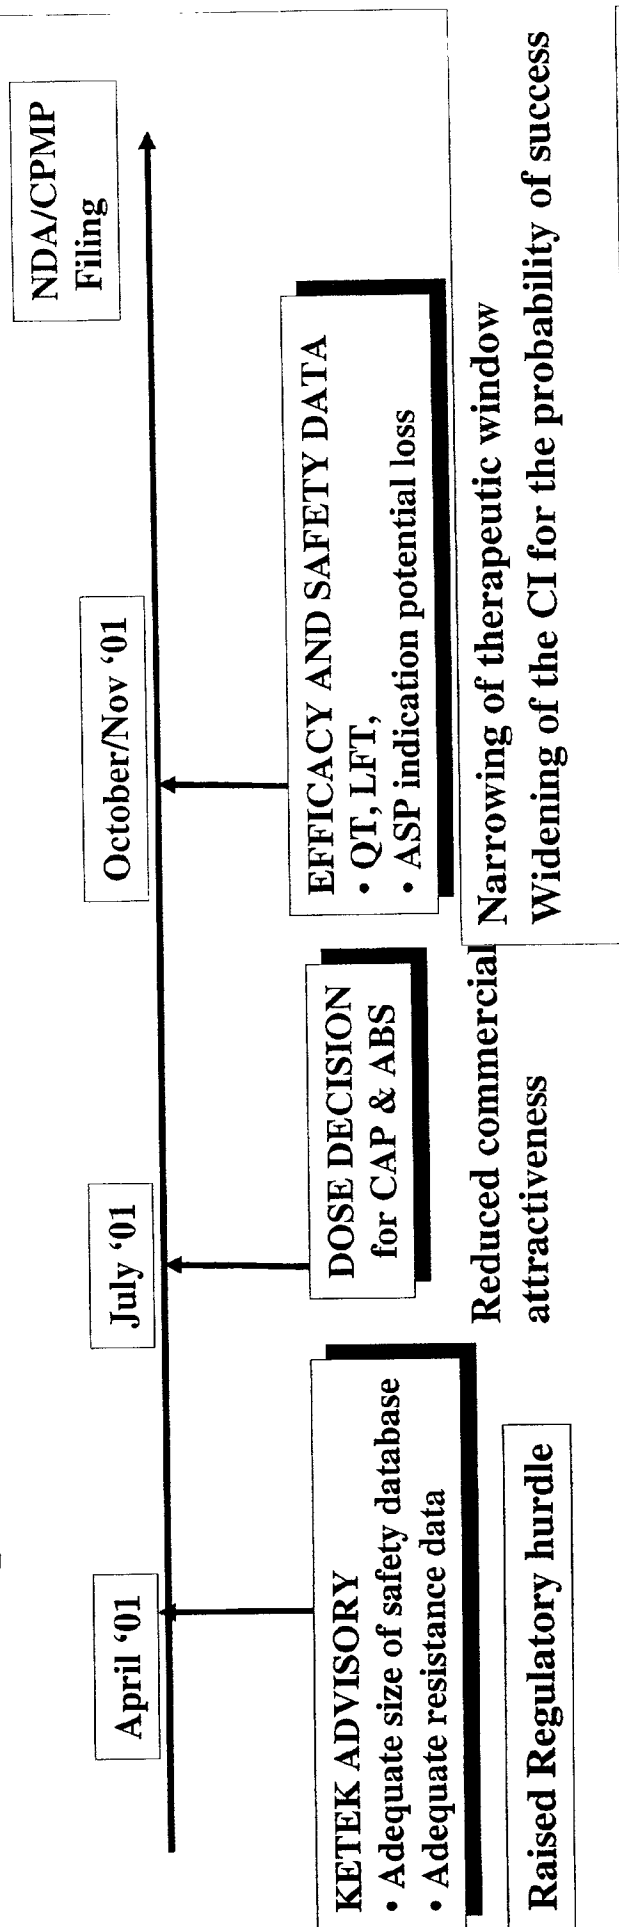 April ‘01
July ‘01
October/Nov ‘01
NDA/CPMP
Filing
KETEK ADVISORY
• Adequate size of safety database
• Adequate resistance data
DOSE DECISION
for CAP & ABS
EFFICACY AND SAFETY DATA
• QT, LFT,
• ASP indication potential loss
Raised Regulatory hurdle
Reduced commercial
attractiveness
Narrowing of therapeutic window
Widening of the CI for the probability of success